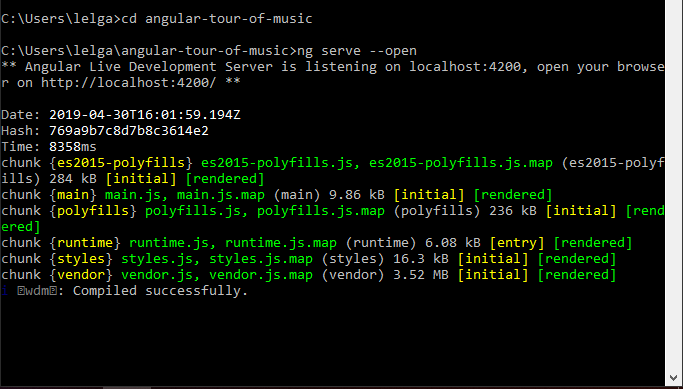 C:\Users\lelga>cd angular-tour-of-music
C:\Users\lelga\angular-tour-of-music>ng serve --open
** Angular Live Development Server is listening on localhost:4200, open your browse
r on http://localhost:4200/ **
Date: 2019-04-30T16:01:59.194Z
Hash: 769a9b7c8d7b8c3614e2
Time: 8358ms
chunk {es2015-polyfills} es2015-polyfills.js, es2015-polyfills.js.map (es2015-polyf
ills) 284 kB [initial] [rendered]
chunk {main} main.js, main.js.map (main) 9.86 kB [initial] [rendered]
chunk {polyfills} polyfills.js, polyfills.js.map (polyfills) 236 kB [initial] [rend
ered]
chunk {runtime} runtime.js, runtime.js.map (runtime) 6.08 kB [entry] [rendered]
chunk {styles} styles.js, styles.js.map (styles) 16.3 kB [initial] [rendered]
chunk {vendor} vendor.js, vendor.js.map (vendor) 3.52 MB [initial] [rendered]
i wdm: Compiled successfully.